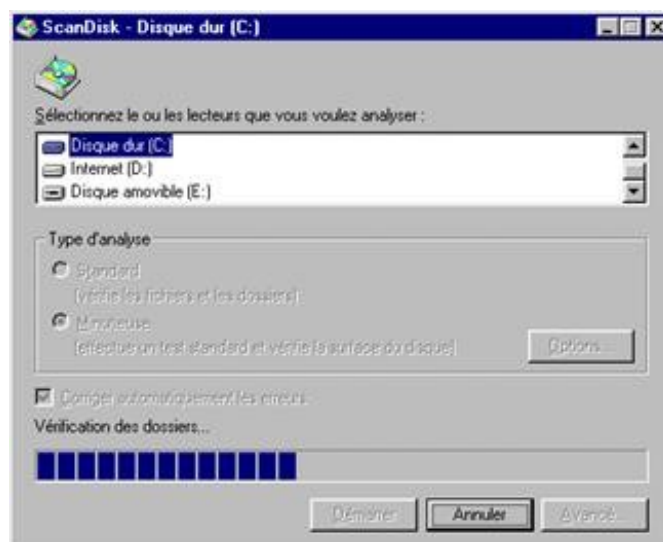 ScanDisk - Disque dur (C:)
Sélectionnez le ou les lecteurs que vous voulez analyser :
Disque dur (C:)
Internet (D:)
Disque amovible (E:)
Type d'analyse
Standard
(vérifie les fichiers et les dossiers)
Minutieuse
(effectue un test standard et vérifie la surface du disque)
Options...
Corriger automatiquement les erreurs
Vérification des dossiers...
Démarrer Annuler Avancé...